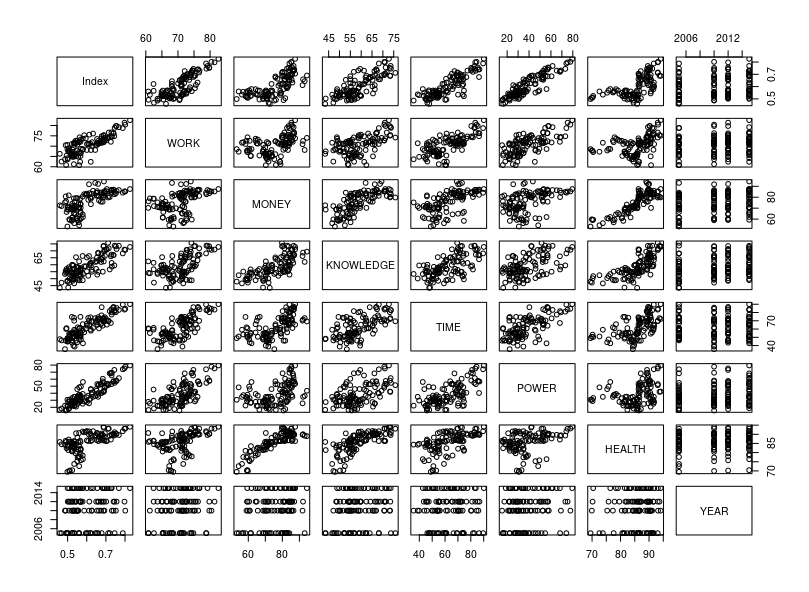 60 70 80
45 55 65 75
20 40 60 80
2006 2012
Index
0.5 0.7
60 75
WORK
MONEY
60 80
45 65
KNOWLEDGE
TIME
40 70
20 50 80
POWER
HEALTH
70 85
2006 2014
YEAR
0.5 0.7
60 80
40 60 80
70 80 90